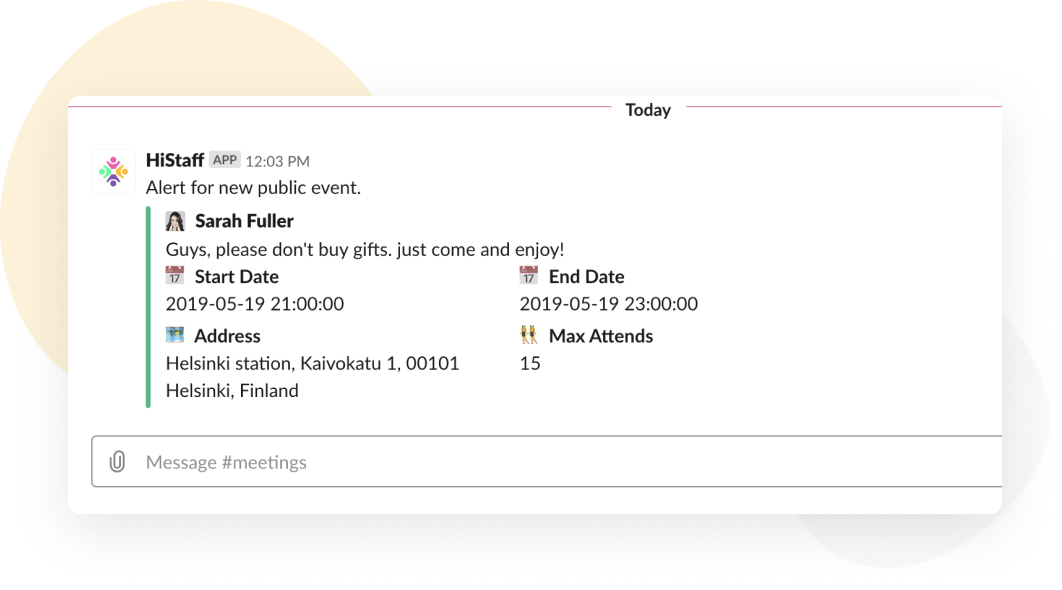 Today
HiStaff APP 12:03 PM
Alert for new public event.
Sarah Fuller
Guys, please don't buy gifts. just come and enjoy!
17 Start Date 17 End Date
2019-05-19 21:00:00 2019-05-19 23:00:00
Address Max Attends
Helsinki station, Kaivokatu 1, 00101 15
Helsinki, Finland
Message #meetings